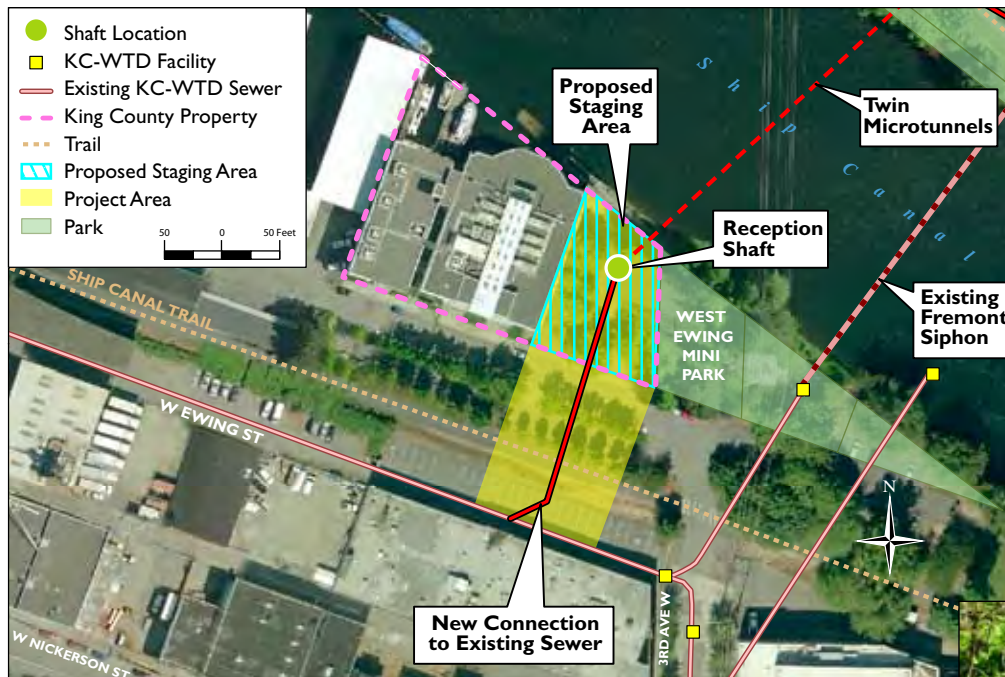 Shaft Location
KC-WTD Facility
Existing KC-WTD Sewer
King County Property
Trail
Proposed Staging Area
Project Area
Park
50 0 50 Feet
Proposed
Staging
Area
Ship Canal
Twin
Microtunnels
Reception
Shaft
Existing
Fremont
Siphon
SHIP CANAL TRAIL
WEST
EWING
MINI
PARK
W EWING ST
N
New Connection
to Existing Sewer
3RD AVE W
W NICKERSON ST